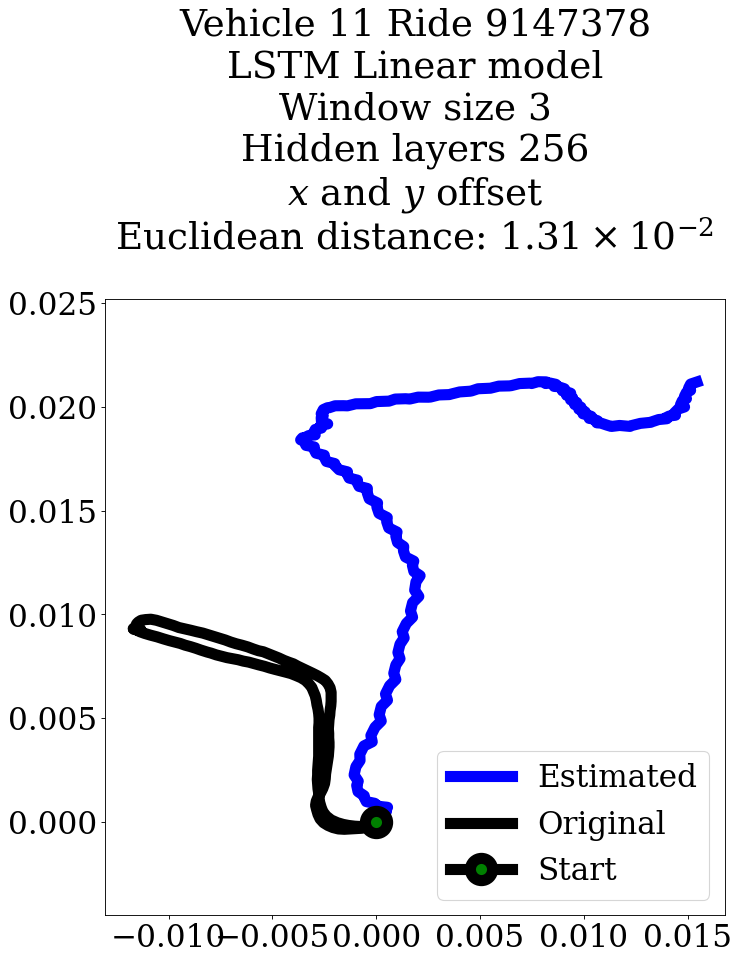 Vehicle 11 Ride 9147378
LSTM Linear model
Window size 3
Hidden layers 256
x and y offset
Euclidean distance: 1.31 × 10⁻²
0.025
0.020
0.015
0.010
0.005
0.000
Estimated
Original
Start
−0.010 −0.005 0.000 0.005 0.010 0.015